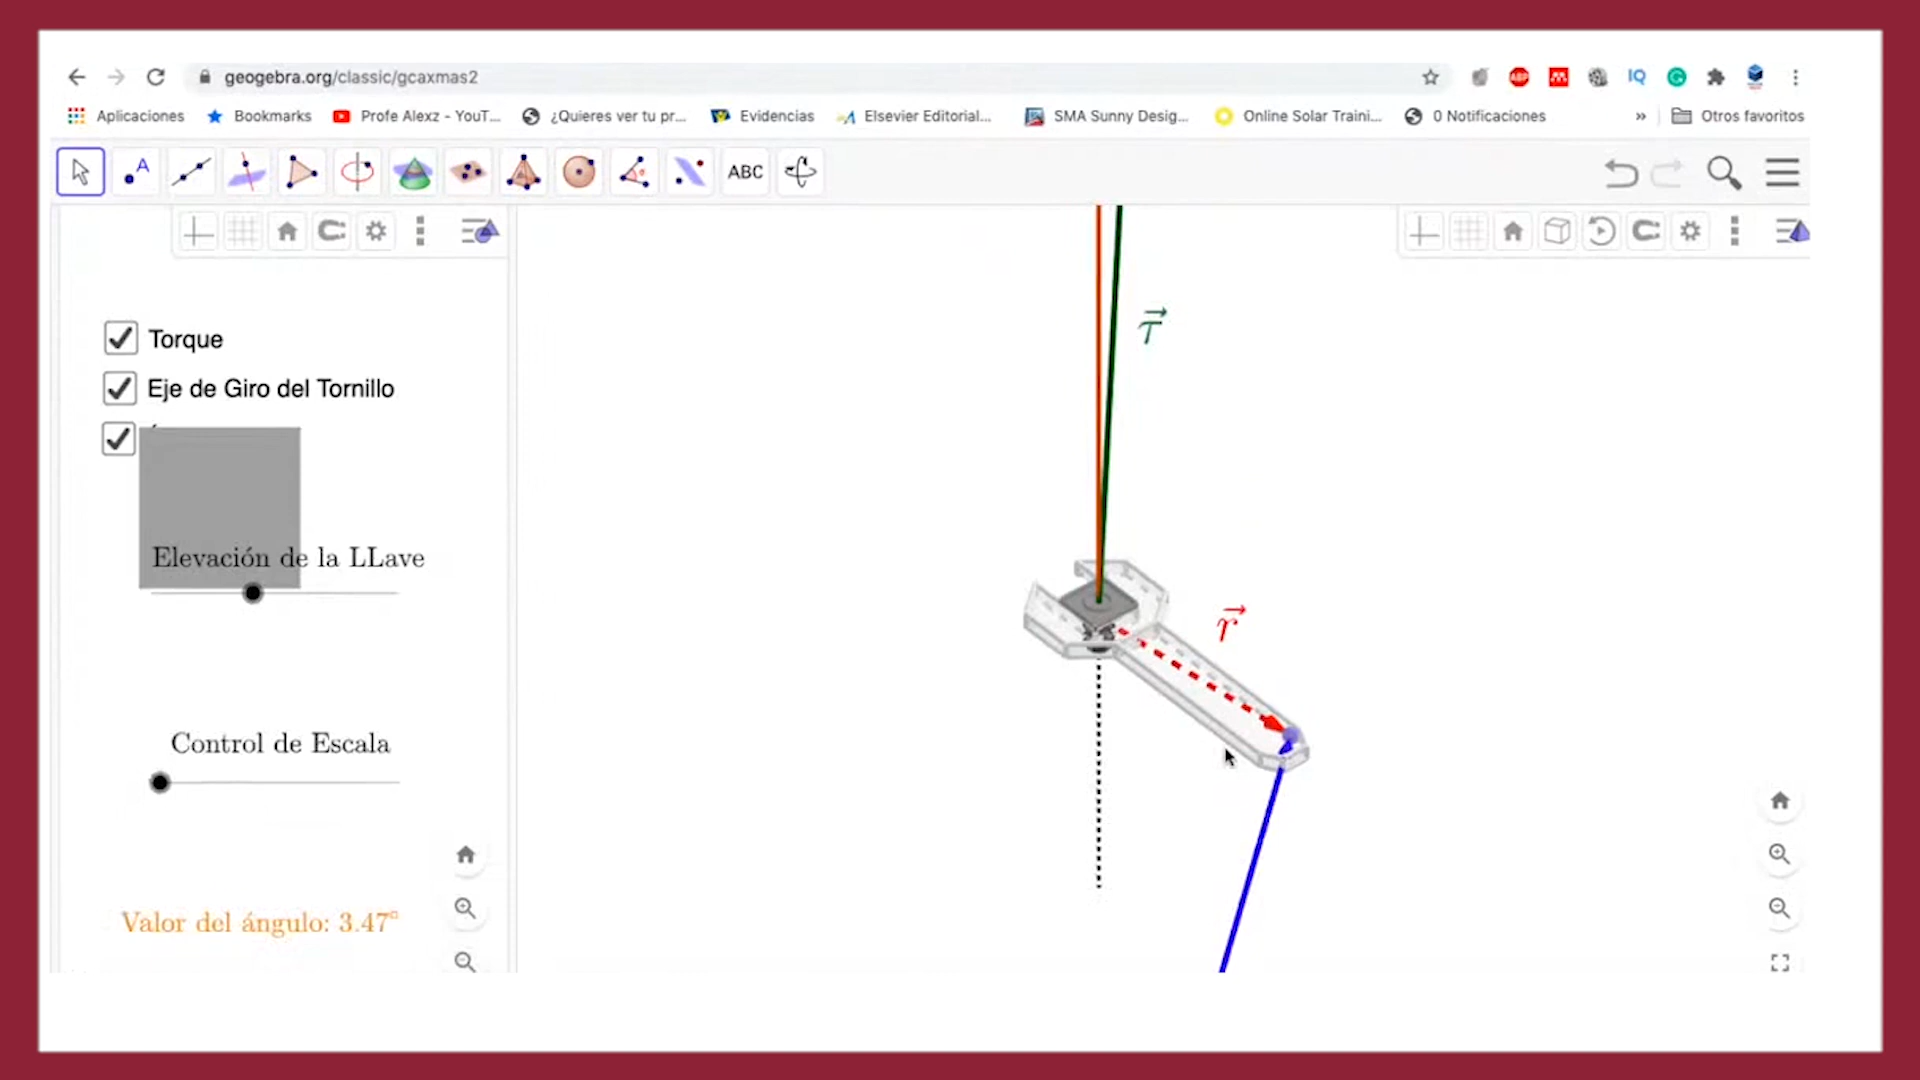 geogebra.org/classic/gcaxmas2
Aplicaciones Bookmarks Profe Alexz - YouT... ¿Quieres ver tu pr... Evidencias Elsevier Editorial... SMA Sunny Desig... Online Solar Traini... 0 Notificaciones » Otros favoritos
A ABC
Torque
Eje de Giro del Tornillo
Elevación de la LLave
Control de Escala
Valor del ángulo: 3.47°
τ⃗
r⃗
ABP
IQ